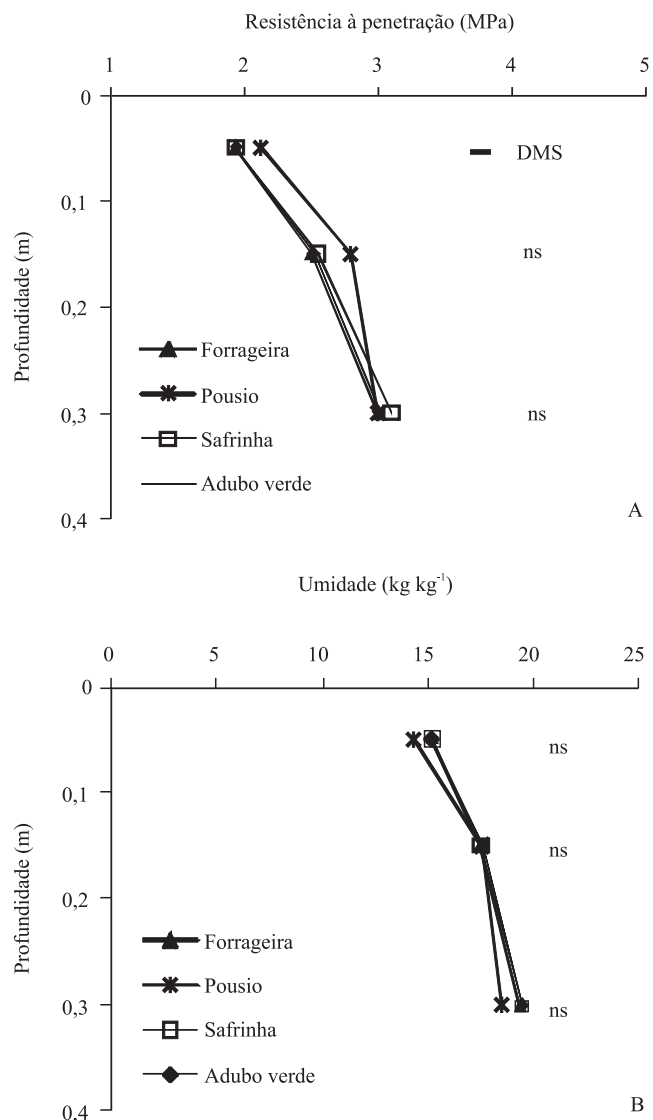 Resistência à penetração (MPa)
1 2 3 4 5
0
DMS
0,1
ns
0,2
Profundidade (m)
Forrageira
Pousio
0,3
ns
Safrinha
Adubo verde
0,4
A
Umidade (kg kg-1)
0 5 10 15 20 25
0
ns
0,1
ns
0,2
Profundidade (m)
Forrageira
Pousio
0,3
ns
Safrinha
Adubo verde
0,4
B